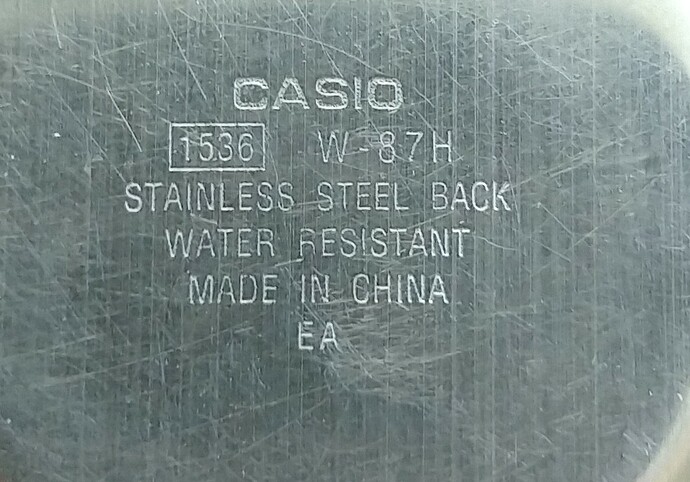 CASIO
1536 W-87H
STAINLESS STEEL BACK
WATER RESISTANT
MADE IN CHINA
EA